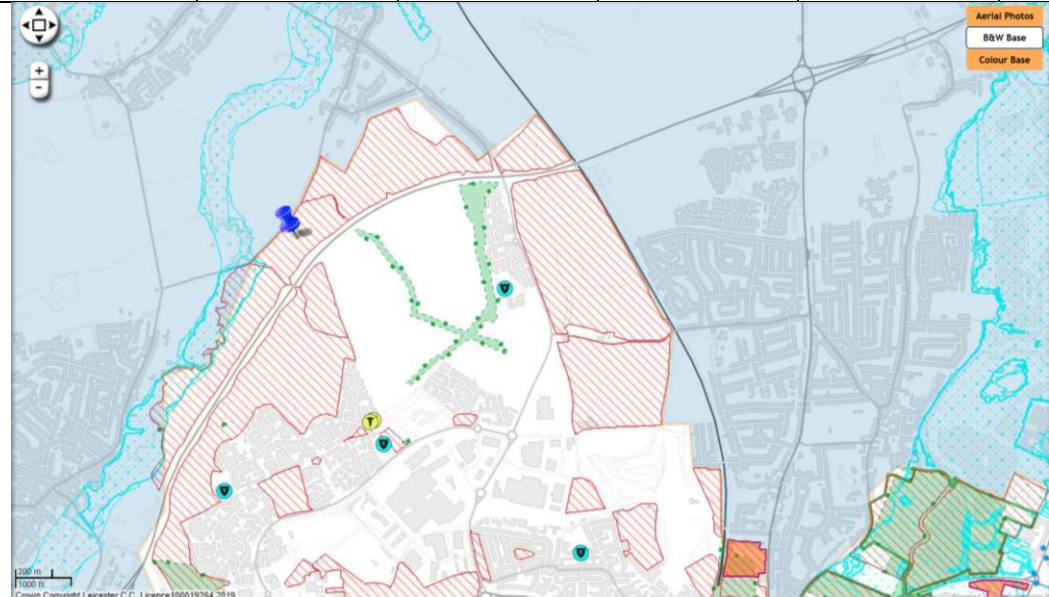 Aerial Photos
B&W Base
Colour Base
+
-
T
200 m
1000 ft
Crown Copyright Leicester C.C. Licence100019264 2019